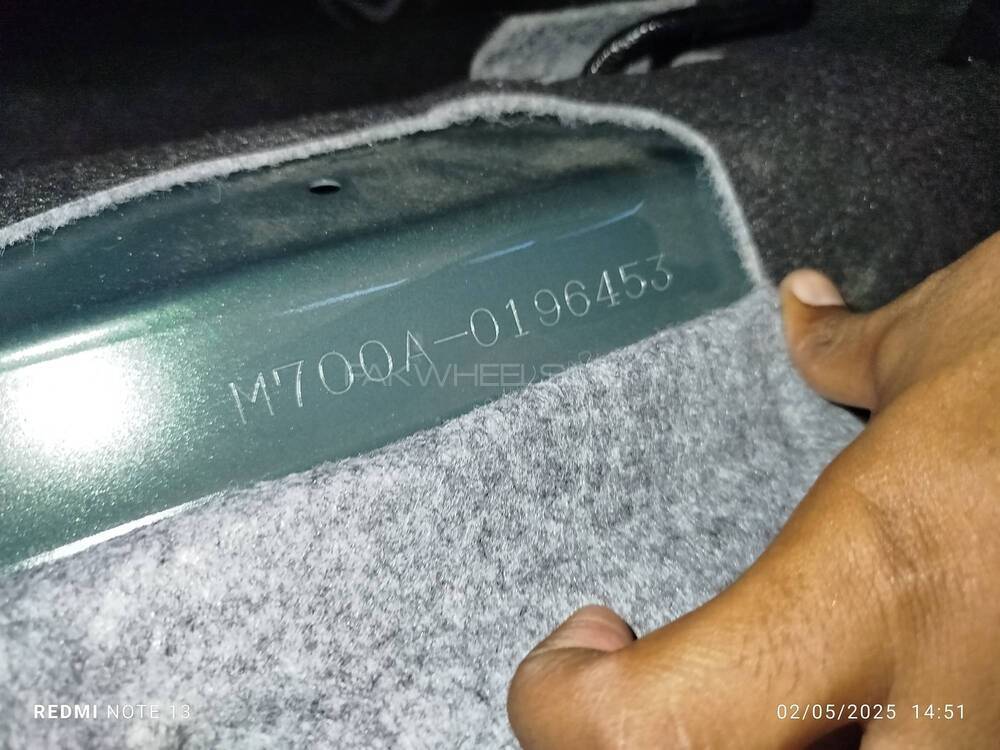 M700A-0196453
PAKWHEELS
REDMI NOTE 13
02/05/2025 14:51